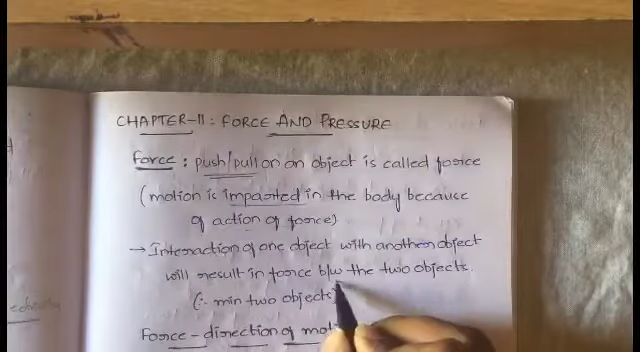 CHAPTER-11: FORCE AND PRESSURE
Force: push/pull on an object is called force
(motion is imparted in the body because
of action of force)
→ Interaction of one object with another object
will result in force b/w the two objects.
(∴ min two objects)
Force - direction of